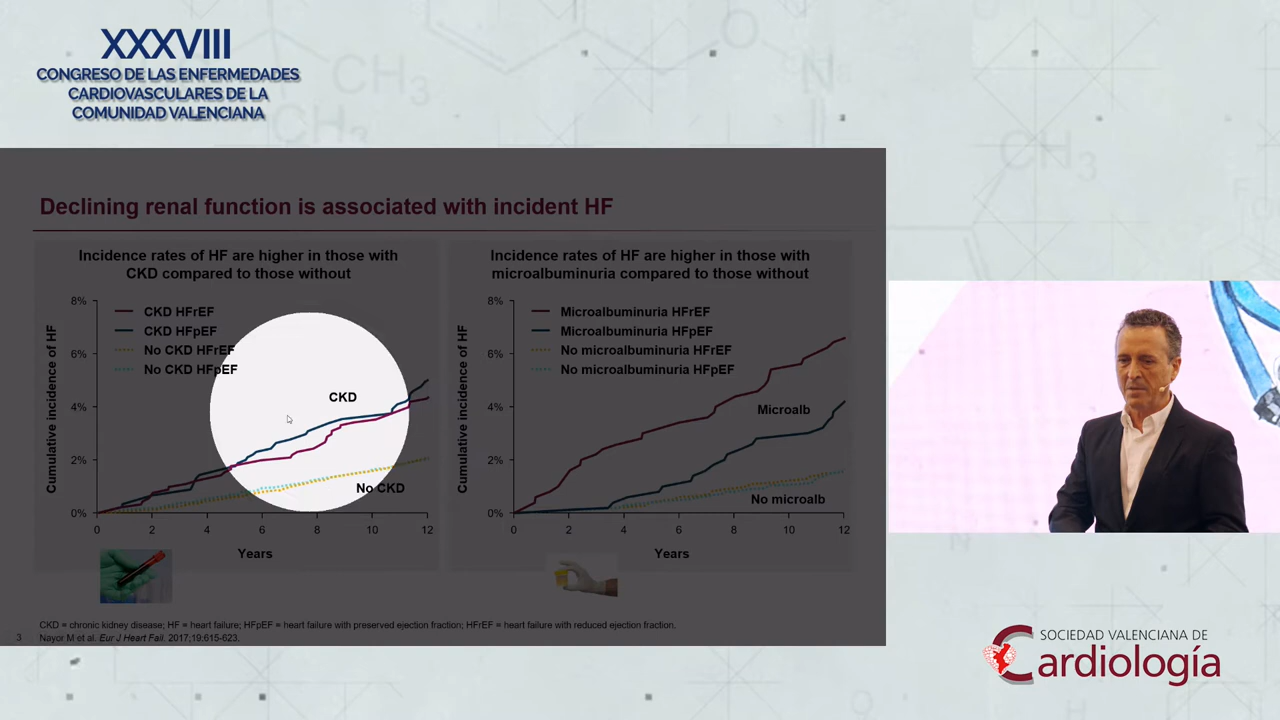 XXXVIII
CONGRESO DE LAS ENFERMEDADES
CARDIOVASCULARES DE LA
COMUNIDAD VALENCIANA
Declining renal function is associated with incident HF
Incidence rates of HF are higher in those with
CKD compared to those without
8%
6%
4%
2%
0%
Cumulative incidence of HF
CKD HFrEF
CKD HFpEF
No CKD HFrEF
No CKD HFpEF
CKD
No CKD
0 2 4 6 8 10 12
Years
Incidence rates of HF are higher in those with
microalbuminuria compared to those without
8%
6%
4%
2%
0%
Cumulative incidence of HF
Microalbuminuria HFrEF
Microalbuminuria HFpEF
No microalbuminuria HFrEF
No microalbuminuria HFpEF
Microalb
No microalb
0 2 4 6 8 10 12
Years
CKD = chronic kidney disease; HF = heart failure; HFpEF = heart failure with preserved ejection fraction; HFrEF = heart failure with reduced ejection fraction.
3 Nayor M et al. Eur J Heart Fail. 2017;19:615-623.
SOCIEDAD VALENCIANA DE
Cardiología
CH3
CH3
CH3
O
N